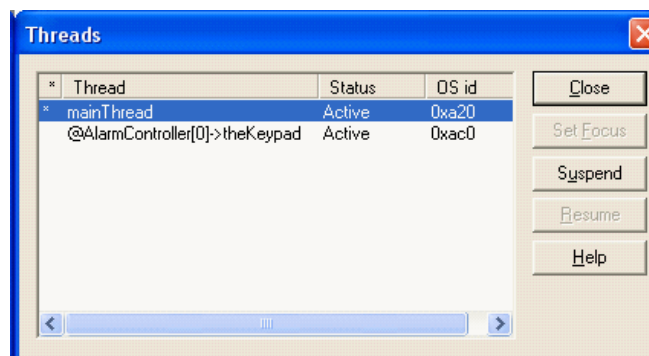 Threads
* Thread Status OS id
* mainThread Active 0xa20
@AlarmController[0]->theKeypad Active 0xac0
Close
Set Focus
Suspend
Resume
Help